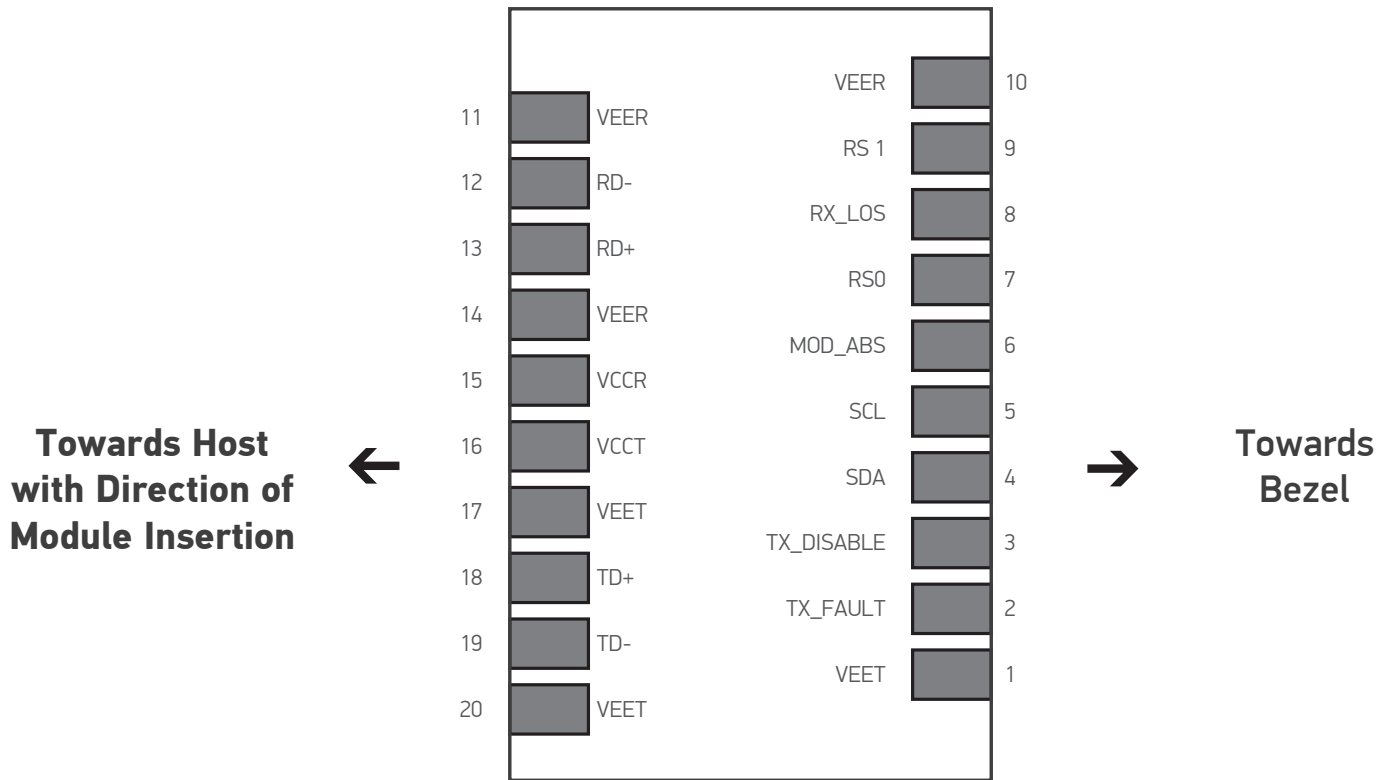 VEER 10
11 VEER
RS 1 9
12 RD-
RX_LOS 8
13 RD+
RS0 7
14 VEER
MOD_ABS 6
15 VCCR
SCL 5
Towards Host
with Direction of
Module Insertion
16 VCCT
Towards
Bezel
SDA 4
17 VEET
TX_DISABLE 3
18 TD+
TX_FAULT 2
19 TD-
VEET 1
20 VEET